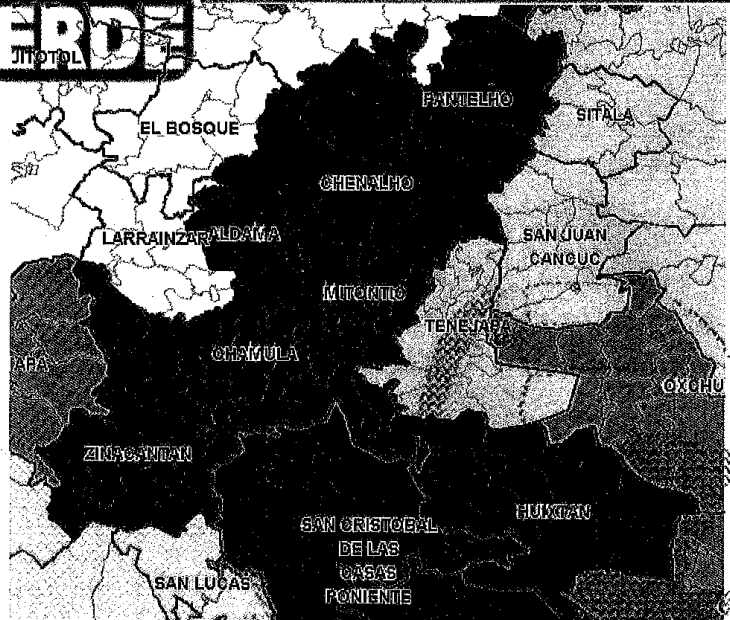 ERDE
JITOTOL
PANTELHO
SITALA
EL BOSQUE
CHENALHO
LARRAINZAR
ALDAMA
SAN JUAN
CANCUC
MITONTIC
TENEJAPA
CHAMULA
APA
OXCHU
ZINACANTAN
HUIXTAN
SAN CRISTOBAL
DE LAS
CASAS
PONIENTE
SAN LUCAS